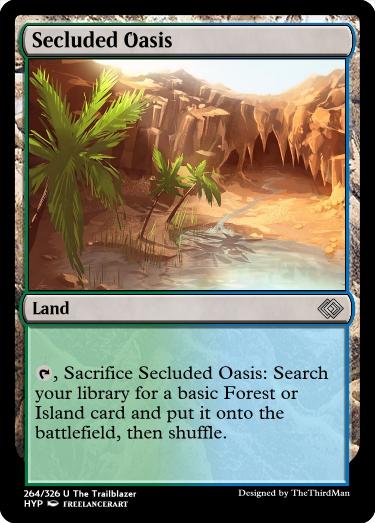 Secluded Oasis
Land
, Sacrifice Secluded Oasis: Search
your library for a basic Forest or
Island card and put it onto the
battlefield, then shuffle.
264/326 U The Trailblazer
Designed by TheThirdMan
HYP FREELANCERART